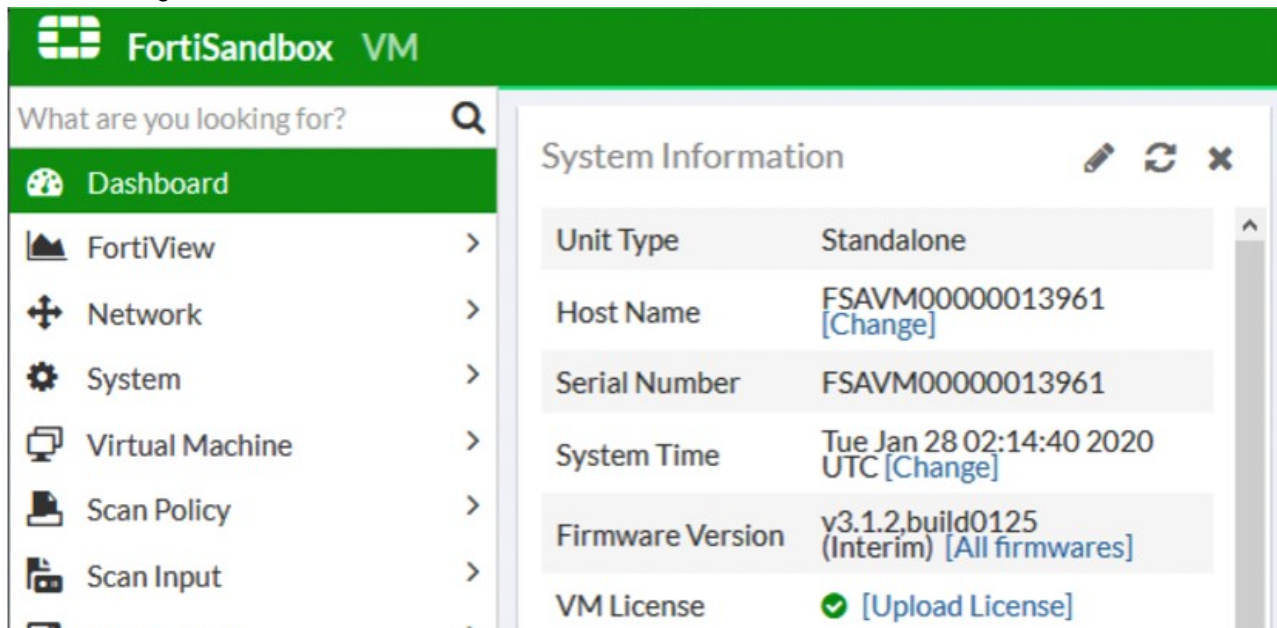 FortiSandbox VM
What are you looking for?
Dashboard
FortiView
Network
System
Virtual Machine
Scan Policy
Scan Input
System Information
Unit Type Standalone
Host Name FSAVM00000013961
[Change]
Serial Number FSAVM00000013961
System Time Tue Jan 28 02:14:40 2020
UTC [Change]
Firmware Version v3.1.2,build0125
(Interim) [All firmwares]
VM License [Upload License]